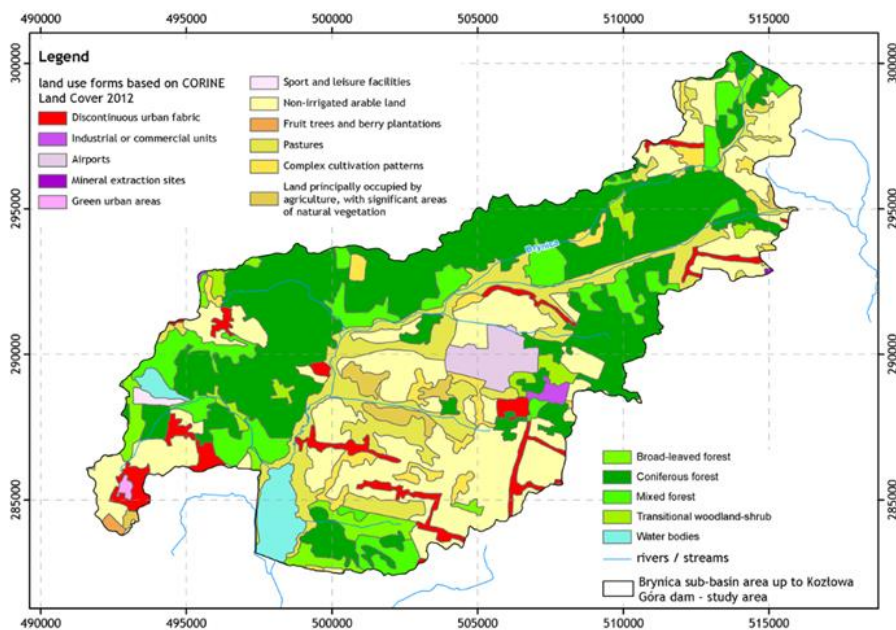 490000 495000 500000 505000 510000 515000
300000
295000
290000
285000
Legend
land use forms based on CORINE
Land Cover 2012
Discontinuous urban fabric
Industrial or commercial units
Airports
Mineral extraction sites
Green urban areas
Sport and leisure facilities
Non-irrigated arable land
Fruit trees and berry plantations
Pastures
Complex cultivation patterns
Land principally occupied by
agriculture, with significant areas
of natural vegetation
Brynica
300000
295000
290000
285000
Broad-leaved forest
Coniferous forest
Mixed forest
Transitional woodland-shrub
Water bodies
rivers / streams
Brynica sub-basin area up to Kozłowa
Góra dam - study area
490000 495000 500000 505000 510000 515000